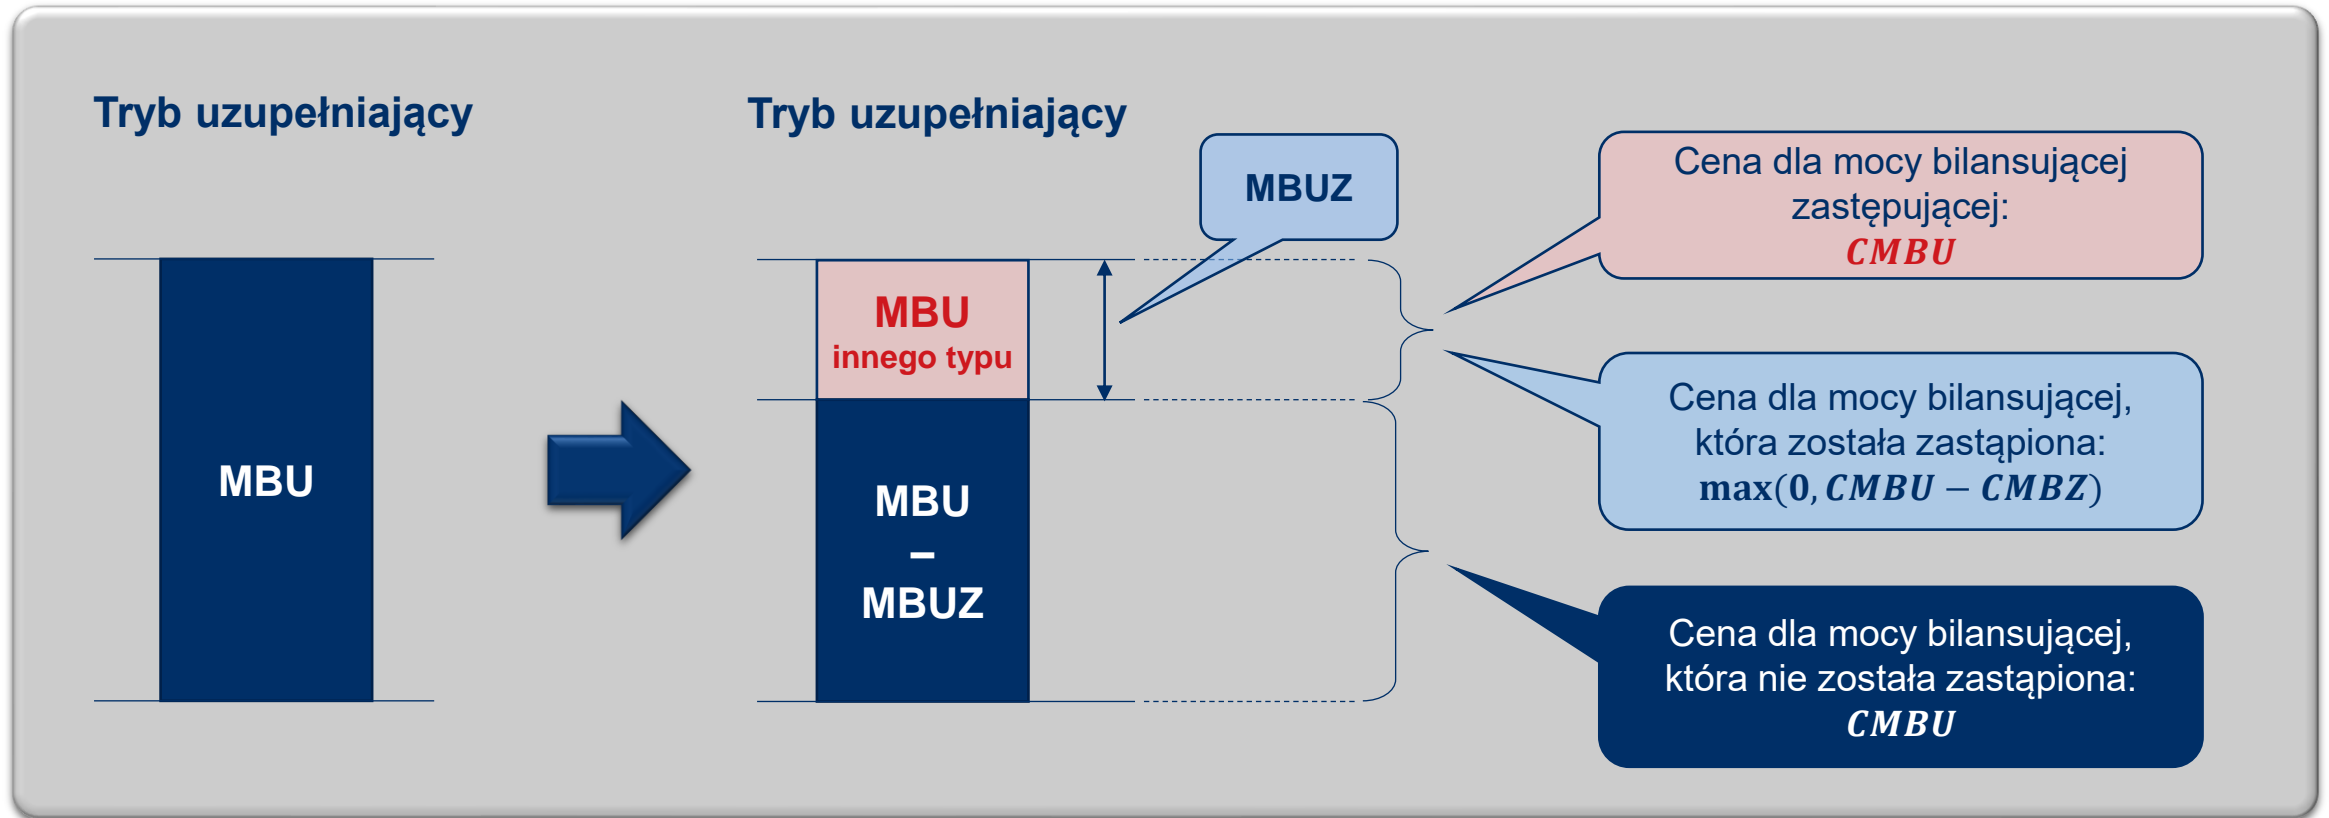 Tryb uzupełniający
MBU
Tryb uzupełniający
MBUZ
MBU
innego typu
MBU
–
MBUZ
Cena dla mocy bilansującej
zastępującej:
CMBU
Cena dla mocy bilansującej,
która została zastąpiona:
max(0, CMBU − CMBZ)
Cena dla mocy bilansującej,
która nie została zastąpiona:
CMBU